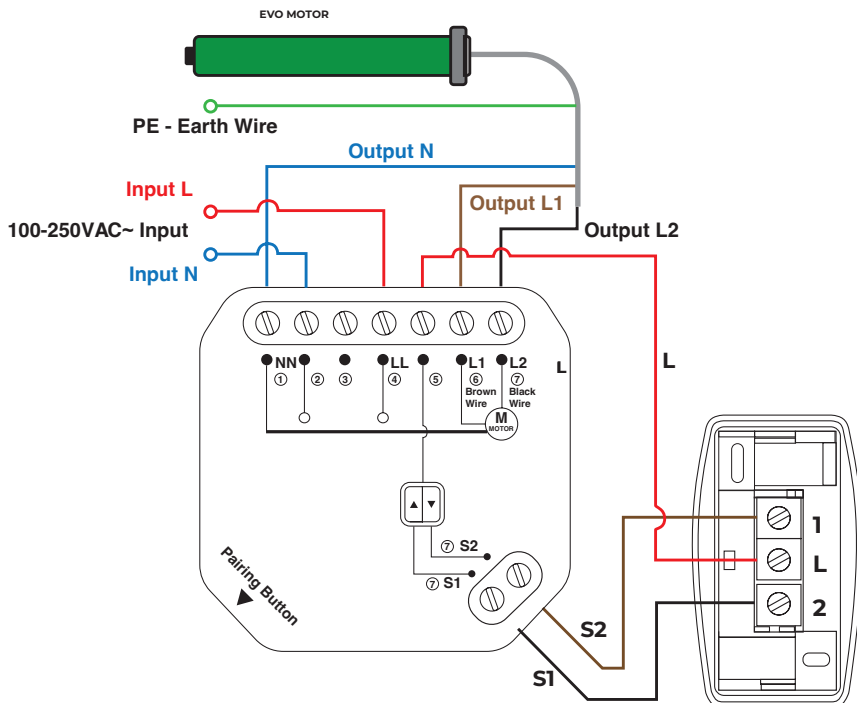 EVO MOTOR
PE - Earth Wire
Output N
Input L
Output L1
100-250VAC~ Input
Output L2
Input N
L
NN LL L1 L2 L
① ② ③ ④ ⑤ ⑥ ⑦
Brown Wire
Black Wire
M
MOTOR
▲ ▼
⑦ S2
⑦ S1
Pairing Button
1
L
2
S2
S1